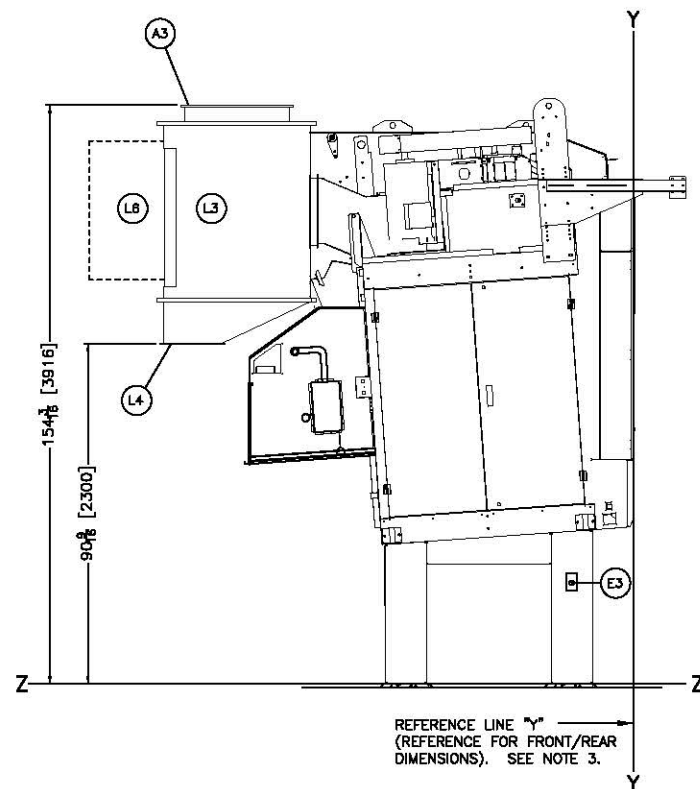 Y
A3
L6
L3
L4
154 3/16 [3916]
90 9/16 [2300]
E3
Z
Z
REFERENCE LINE "Y"
(REFERENCE FOR FRONT/REAR
DIMENSIONS). SEE NOTE 3.
Y